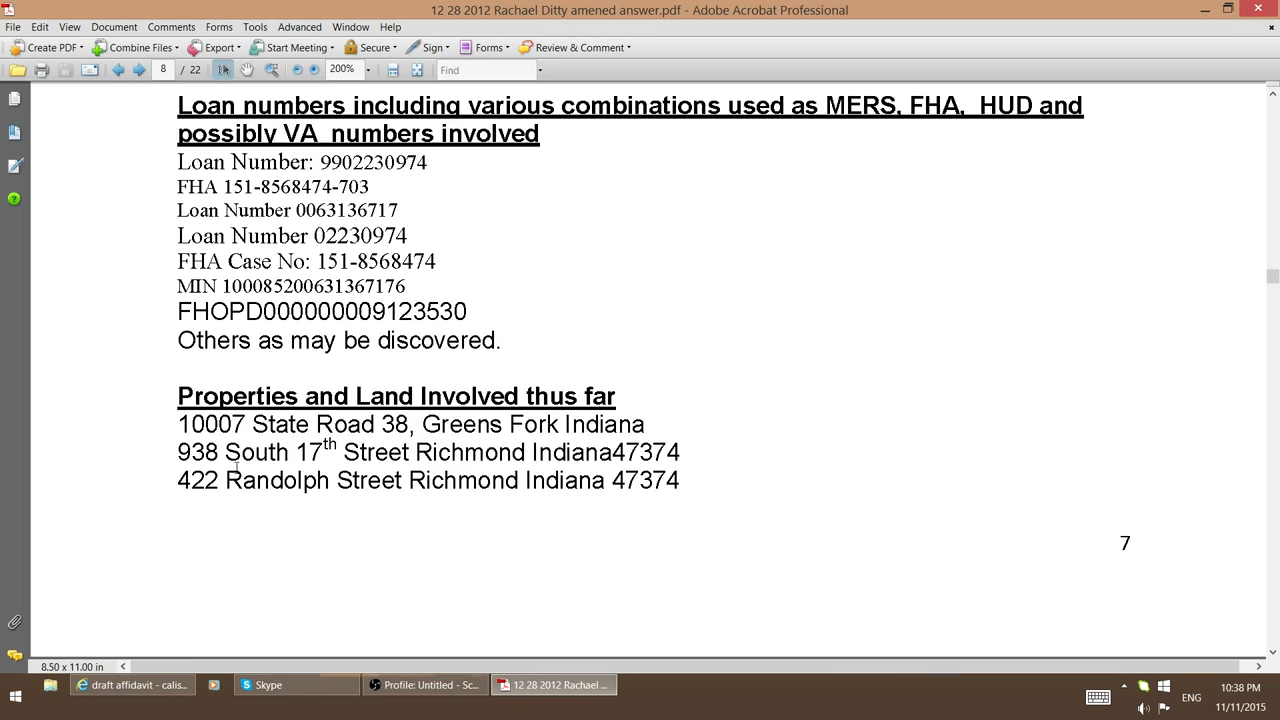 12 28 2012 Rachael Ditty amened answer.pdf - Adobe Acrobat Professional
File Edit View Document Comments Forms Tools Advanced Window Help
Create PDF Combine Files Export Start Meeting Secure Sign Forms Review & Comment
8 / 22 200% Find
Loan numbers including various combinations used as MERS, FHA, HUD and
possibly VA numbers involved
Loan Number: 9902230974
FHA 151-8568474-703
Loan Number 0063136717
Loan Number 02230974
FHA Case No: 151-8568474
MIN 100085200631367176
FHOPD000000009123530
Others as may be discovered.
Properties and Land Involved thus far
10007 State Road 38, Greens Fork Indiana
938 South 17th Street Richmond Indiana47374
422 Randolph Street Richmond Indiana 47374
7
8.50 x 11.00 in
draft affidavit - calis... Skype Profile: Untitled - Sc... 12 28 2012 Rachael ... ENG 10:38 PM
11/11/2015